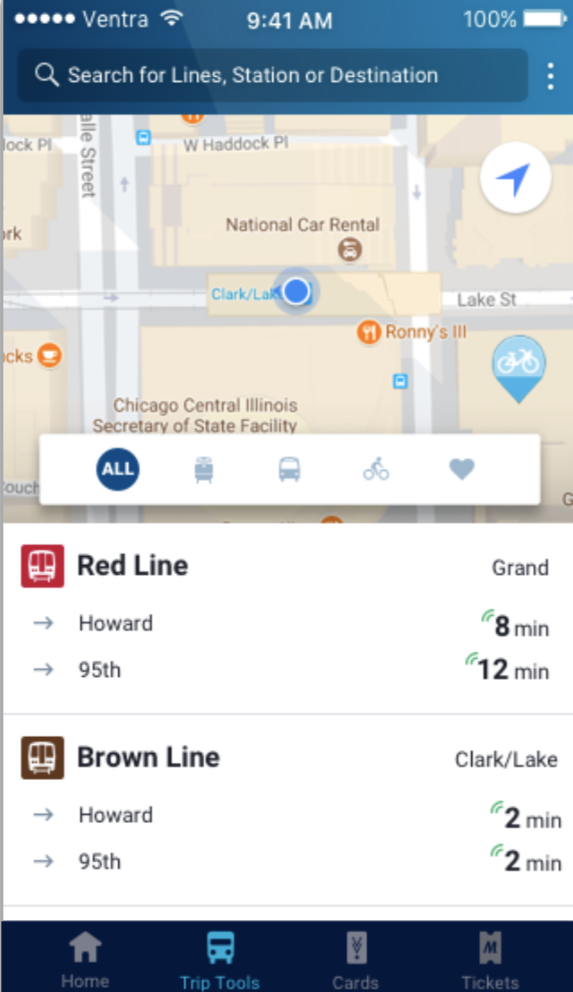 Ventra 9:41 AM 100%
Search for Lines, Station or Destination
alle Street
lock Pl
W Haddock Pl
National Car Rental
Clark/Lak
Lake St
Ronny's III
cks
Chicago Central Illinois
Secretary of State Facility
ouch
ALL
Red Line Grand
→ Howard 8 min
→ 95th 12 min
Brown Line Clark/Lake
→ Howard 2 min
→ 95th 2 min
Home Trip Tools Cards Tickets